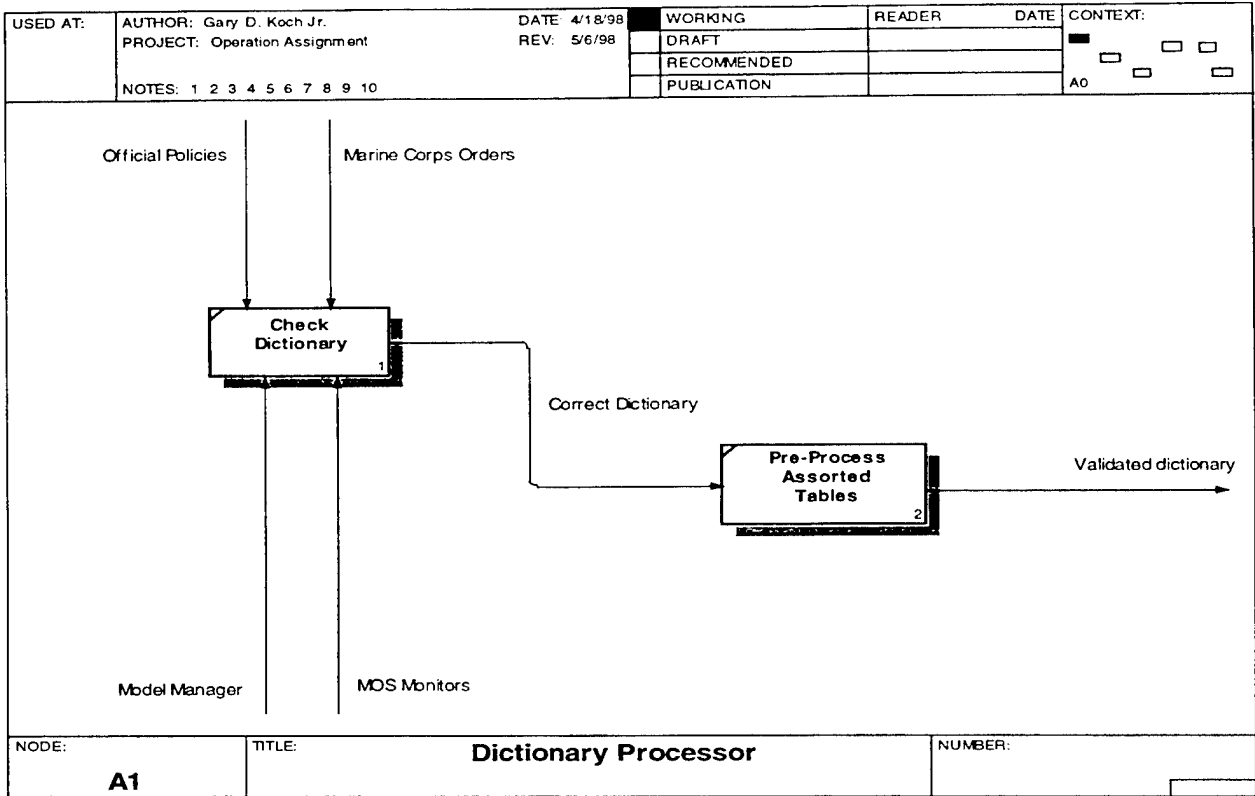 USED AT:
AUTHOR: Gary D. Koch Jr.
DATE: 4/18/98
PROJECT: Operation Assignment
REV: 5/6/98
NOTES: 1 2 3 4 5 6 7 8 9 10
WORKING
DRAFT
RECOMMENDED
PUBLICATION
READER DATE
CONTEXT:
A0
Official Policies
Marine Corps Orders
Check
Dictionary
1
Correct Dictionary
Pre-Process
Assorted
Tables
2
Validated dictionary
Model Manager
MOS Monitors
NODE:
A1
TITLE:
Dictionary Processor
NUMBER: